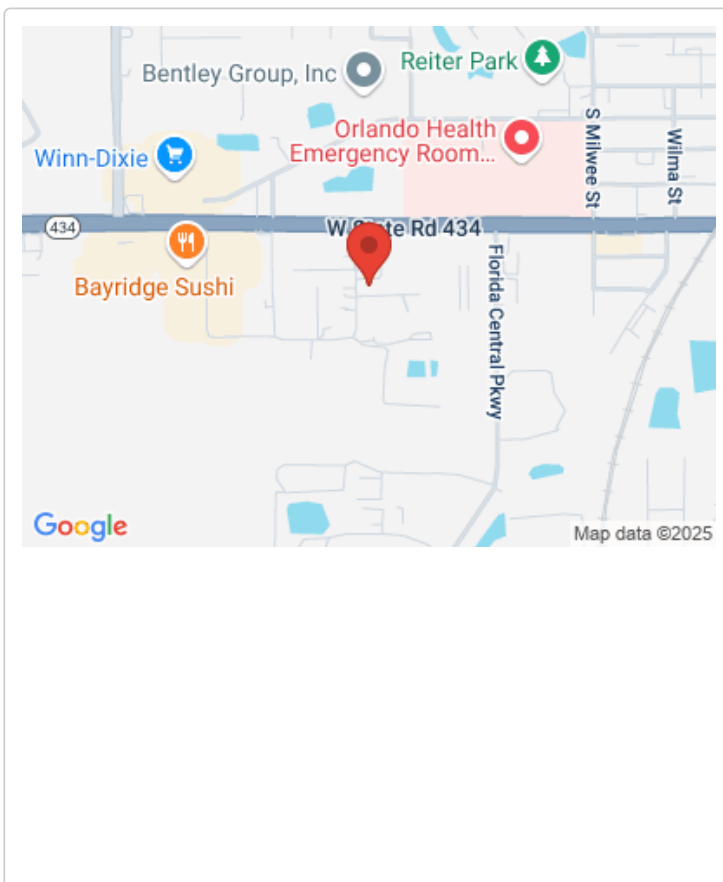 Bentley Group, Inc
Reiter Park
Orlando Health
Emergency Room...
S Milwee St
Wilma St
Winn-Dixie
434
W State Rd 434
Bayridge Sushi
Florida Central Pkwy
Google
Map data ©2025